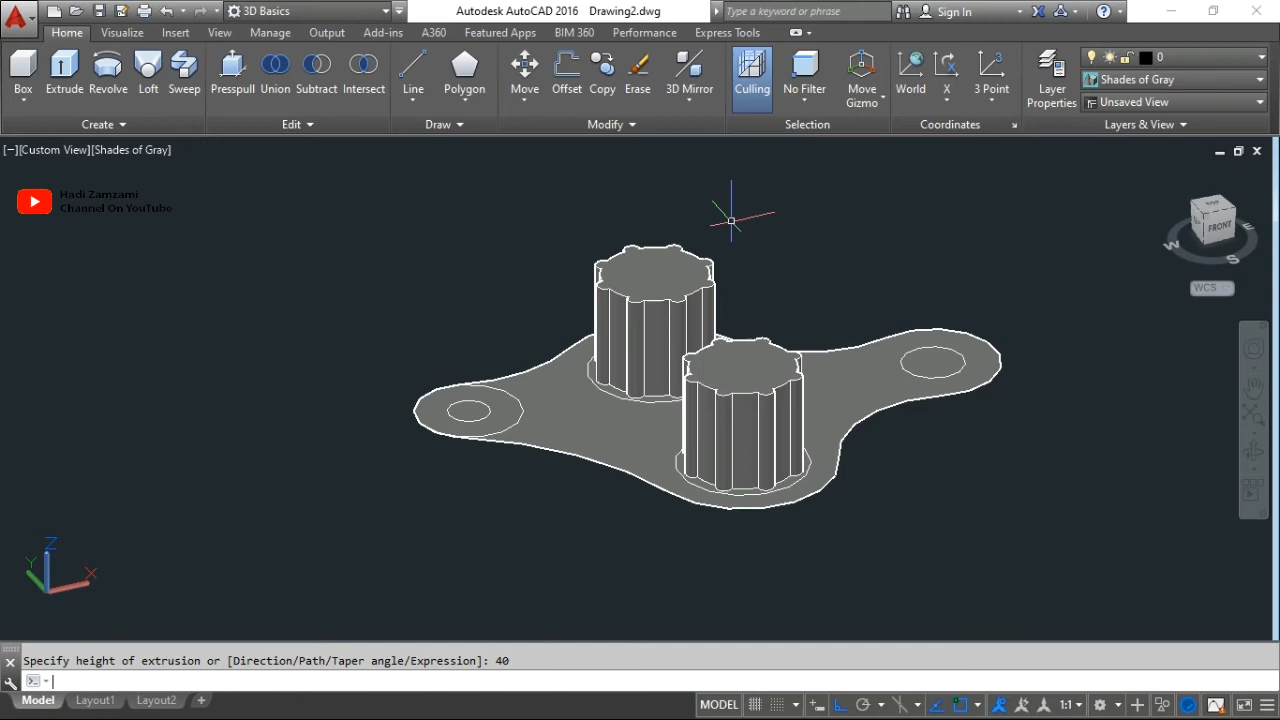 3D Basics
Autodesk AutoCAD 2016 Drawing2.dwg
Type a keyword or phrase
Sign In
Home
Visualize
Insert
View
Manage
Output
Add-ins
A360
Featured Apps
BIM 360
Performance
Express Tools
Box
Extrude
Revolve
Loft
Sweep
Presspull
Union
Subtract
Intersect
Line
Polygon
Move
Offset
Copy
Erase
3D Mirror
Culling
No Filter
Move
Gizmo
World
X
3 Point
Layer
Properties
0
Shades of Gray
Unsaved View
Create
Edit
Draw
Modify
Selection
Coordinates
Layers & View
[−][Custom View][Shades of Gray]
Hadi Zamzami
Channel On YouTube
TOP
FRONT
W
S
E
WCS
Z
Y
X
Specify height of extrusion or [Direction/Path/Taper angle/Expression]: 40
Model
Layout1
Layout2
MODEL
1:1